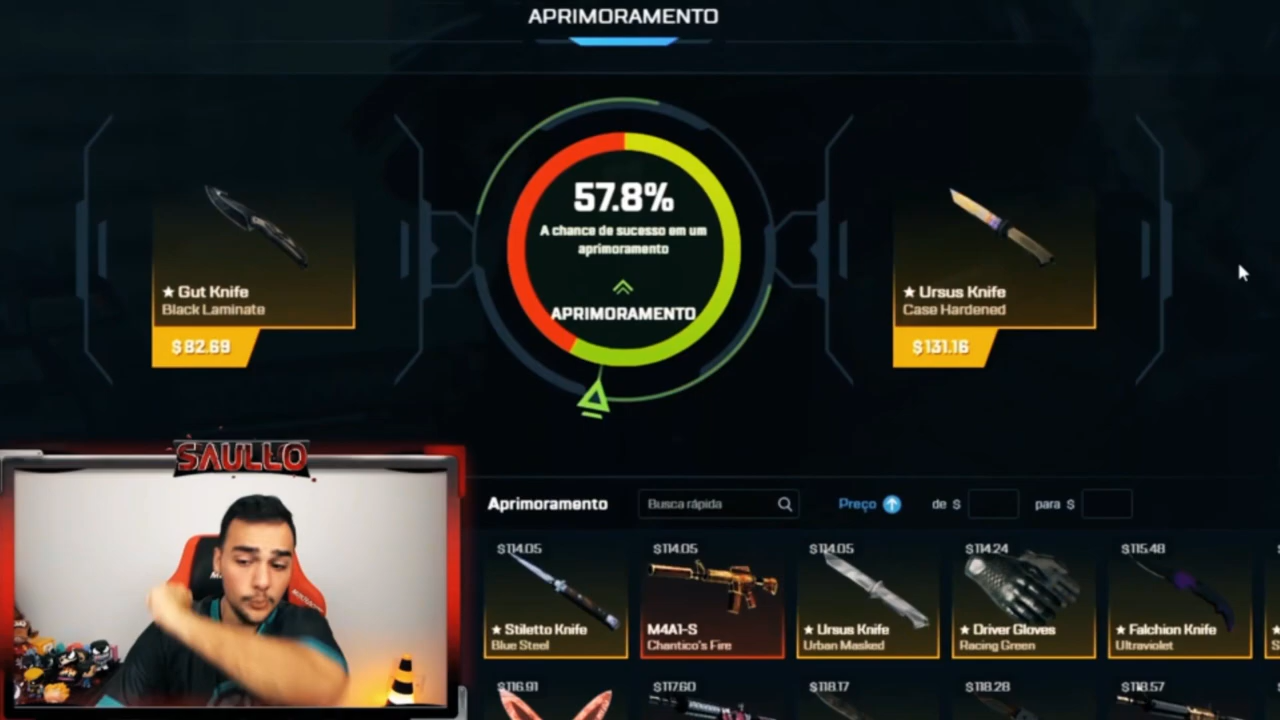 APRIMORAMENTO
57.8%
A chance de sucesso em um
aprimoramento
APRIMORAMENTO
★ Gut Knife
Black Laminate
$82.69
★ Ursus Knife
Case Hardened
$131.16
SAULLO
Aprimoramento
Busca rápida
Preço
de $
para $
$114.05
★ Stiletto Knife
Blue Steel
$114.05
M4A1-S
Chantico's Fire
$114.05
★ Ursus Knife
Urban Masked
$114.24
★ Driver Gloves
Racing Green
$115.48
★ Falchion Knife
Ultraviolet
$116.91
$117.60
$118.17
$118.28
$118.57